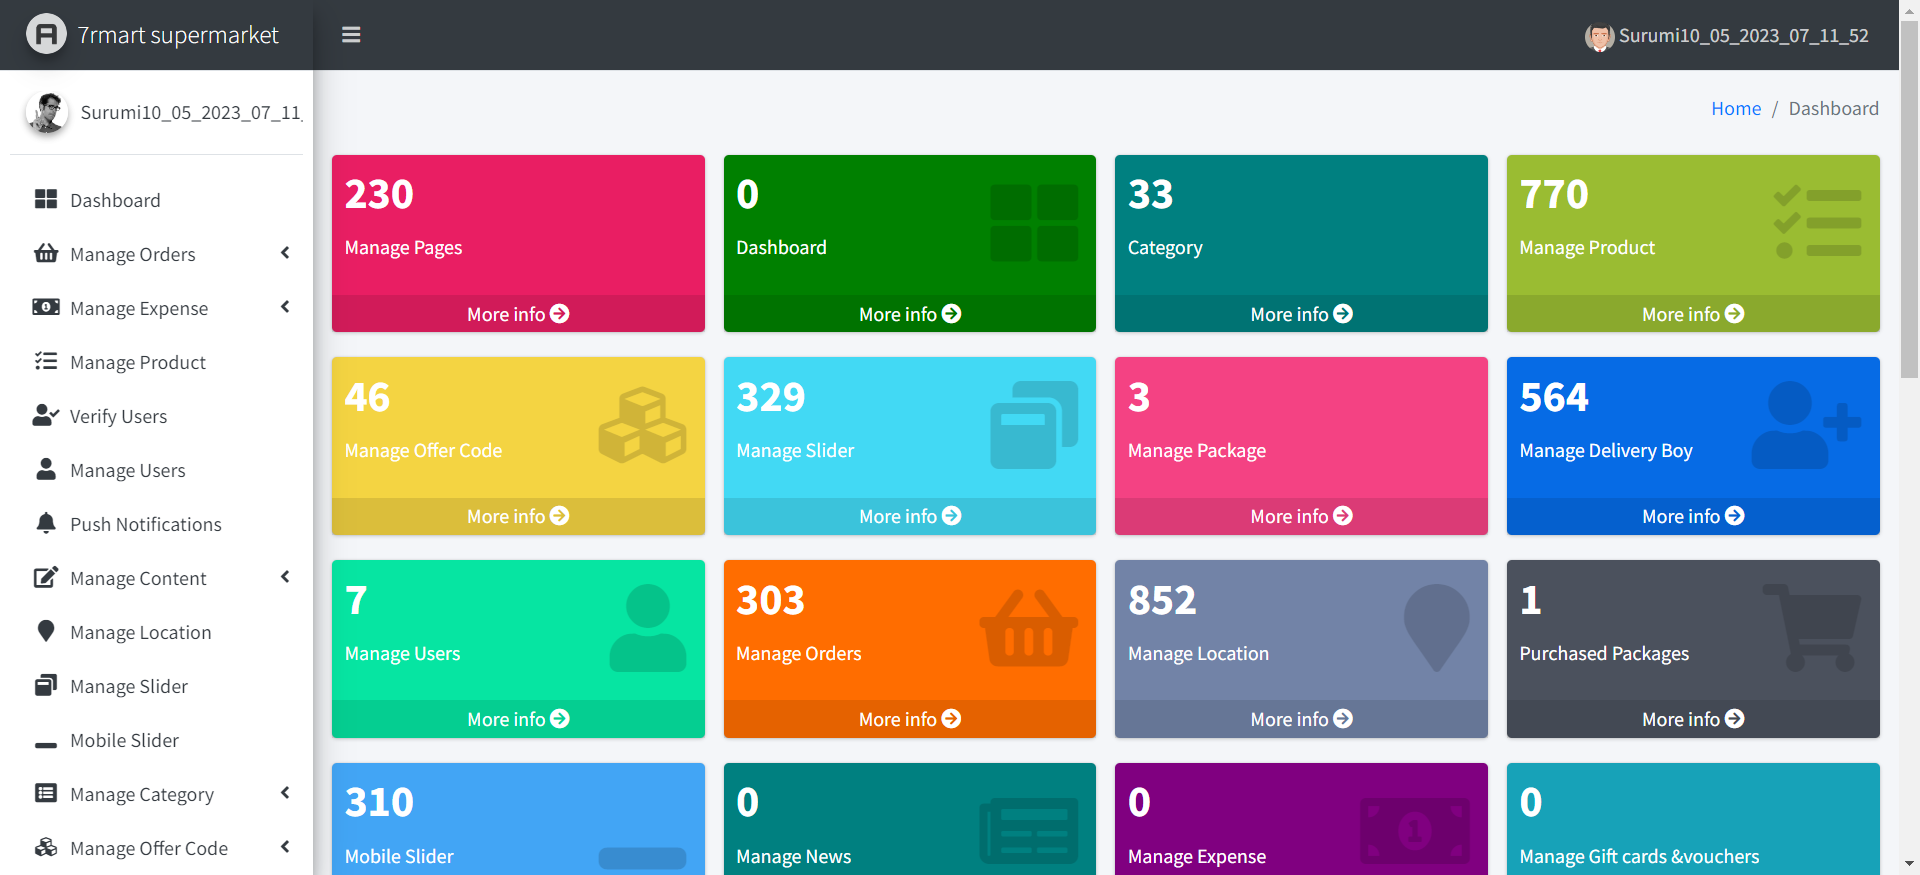 7rmart supermarket
Surumi10_05_2023_07_11_52
Surumi10_05_2023_07_11_
Home / Dashboard
Dashboard
Manage Orders
Manage Expense
Manage Product
Verify Users
Manage Users
Push Notifications
Manage Content
Manage Location
Manage Slider
Mobile Slider
Manage Category
Manage Offer Code
230
Manage Pages
More info
0
Dashboard
More info
33
Category
More info
770
Manage Product
More info
46
Manage Offer Code
More info
329
Manage Slider
More info
3
Manage Package
More info
564
Manage Delivery Boy
More info
7
Manage Users
More info
303
Manage Orders
More info
852
Manage Location
More info
1
Purchased Packages
More info
310
Mobile Slider
0
Manage News
0
Manage Expense
0
Manage Gift cards &vouchers